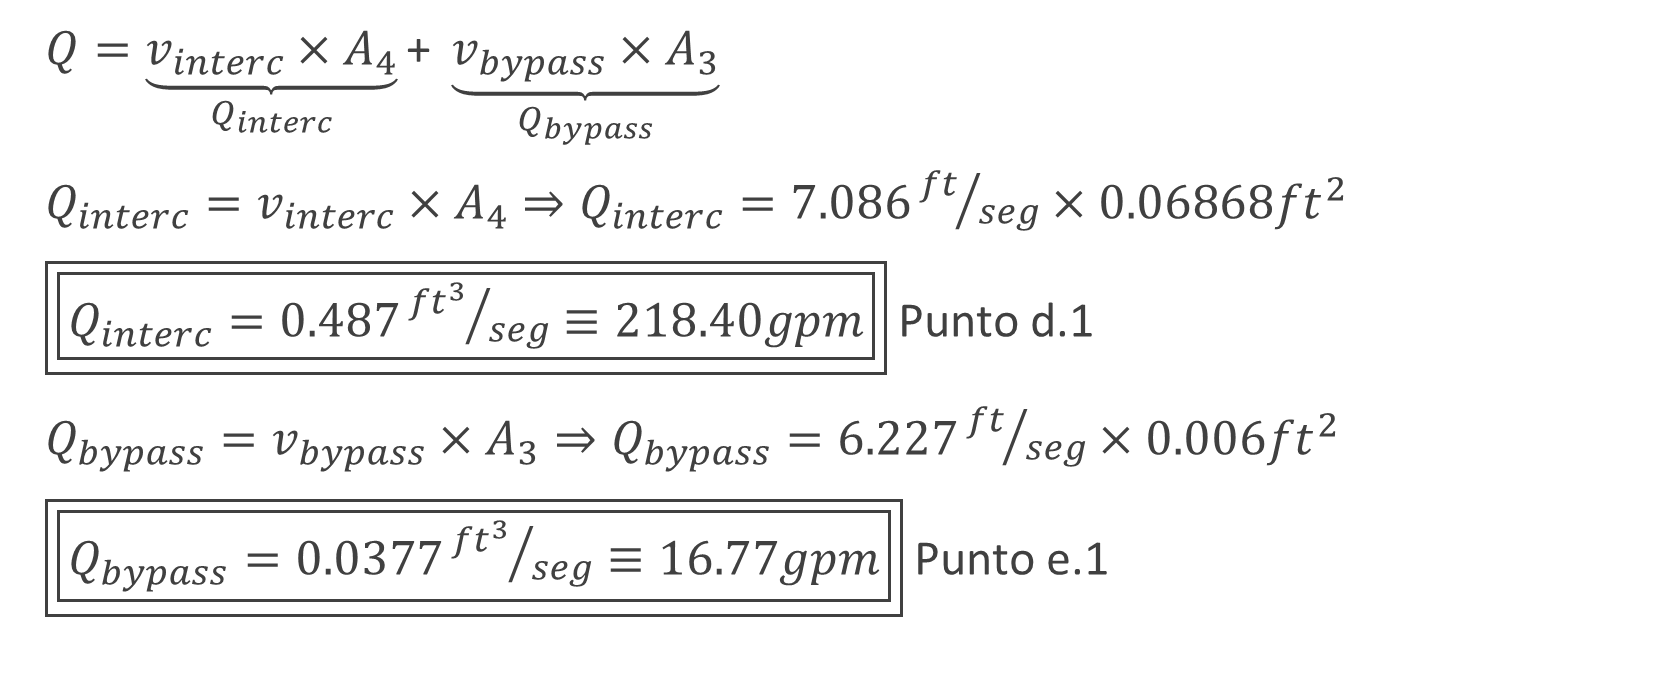 Q = v_interc × A_4 + v_bypass × A_3
Q_interc Q_bypass
Q_interc = v_interc × A_4 ⇒ Q_interc = 7.086 ft/seg × 0.06868ft²
Q_interc = 0.487 ft³/seg ≡ 218.40gpm Punto d.1
Q_bypass = v_bypass × A_3 ⇒ Q_bypass = 6.227 ft/seg × 0.006ft²
Q_bypass = 0.0377 ft³/seg ≡ 16.77gpm Punto e.1